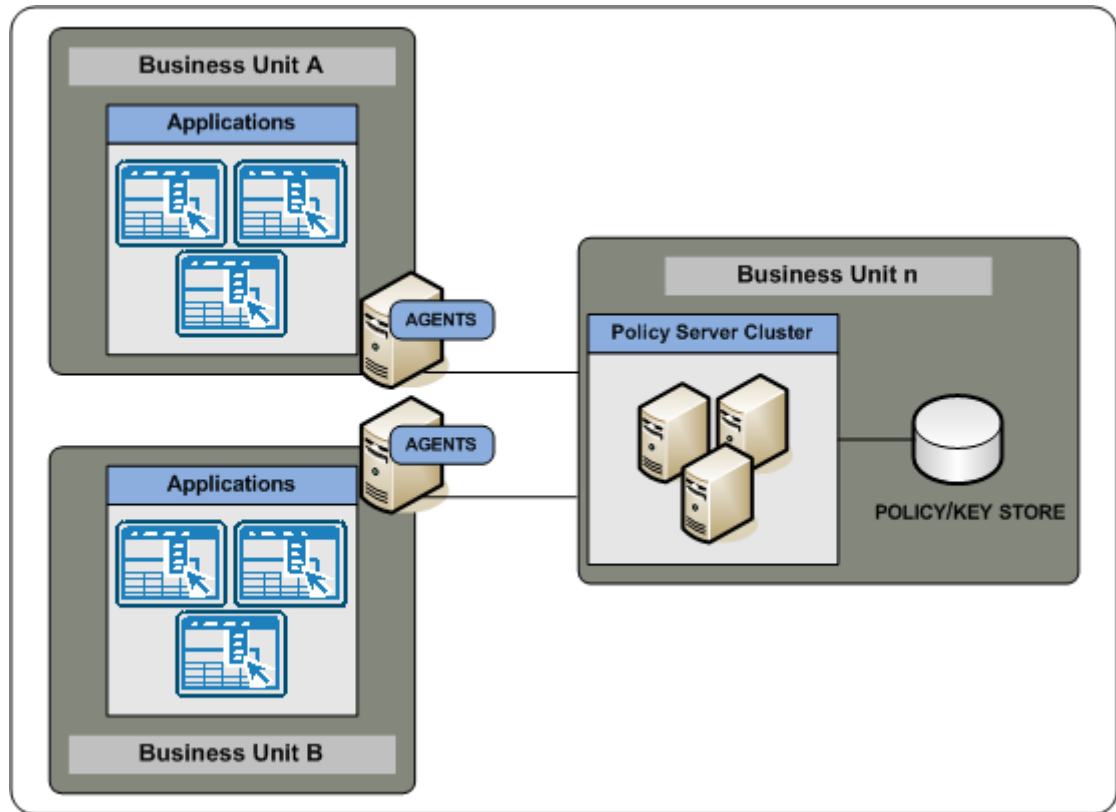 Business Unit A
Applications
AGENTS
Business Unit n
Policy Server Cluster
POLICY/KEY STORE
AGENTS
Applications
Business Unit B